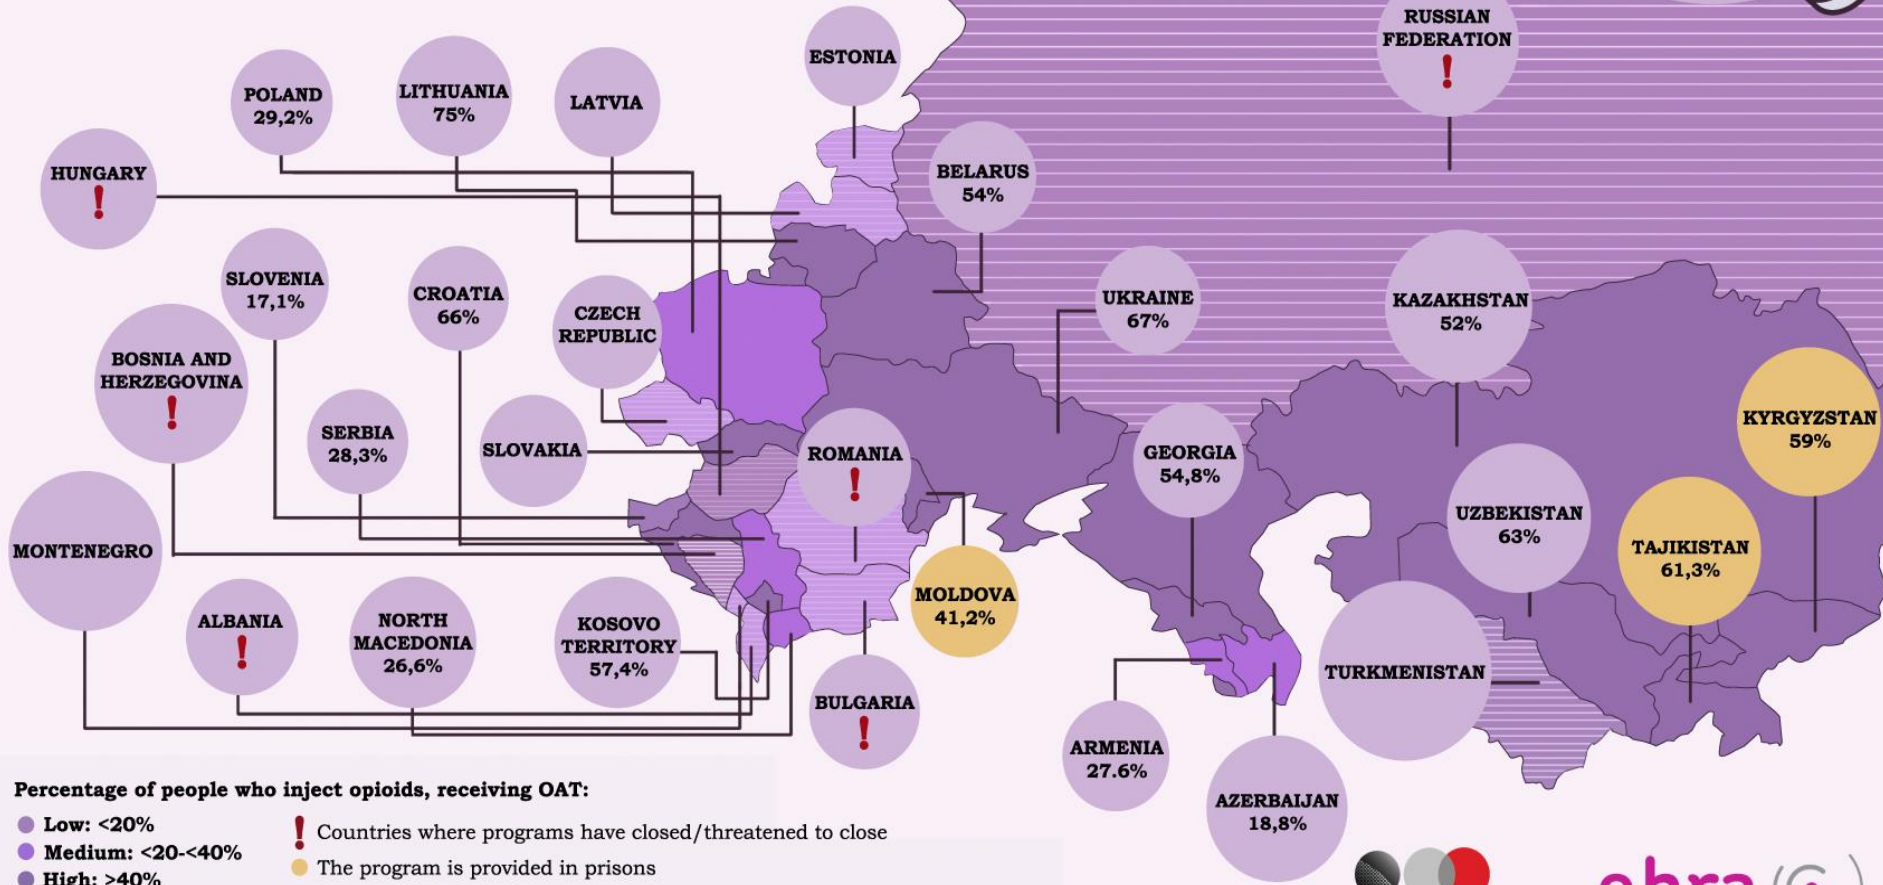 RUSSIAN
FEDERATION
!
ESTONIA
POLAND
29,2%
LITHUANIA
75%
LATVIA
HUNGARY
!
BELARUS
54%
SLOVENIA
17,1%
CROATIA
66%
CZECH
REPUBLIC
UKRAINE
67%
KAZAKHSTAN
52%
BOSNIA AND
HERZEGOVINA
!
SERBIA
28,3%
SLOVAKIA
ROMANIA
!
GEORGIA
54,8%
KYRGYZSTAN
59%
UZBEKISTAN
63%
TAJIKISTAN
61,3%
MONTENEGRO
ALBANIA
!
NORTH
MACEDONIA
26,6%
KOSOVO
TERRITORY
57,4%
MOLDOVA
41,2%
TURKMENISTAN
BULGARIA
!
ARMENIA
27.6%
AZERBAIJAN
18,8%
Percentage of people who inject opioids, receiving OAT:
Low: <20%
Medium: <20-<40%
High: >40%
! Countries where programs have closed/threatened to close
The program is provided in prisons